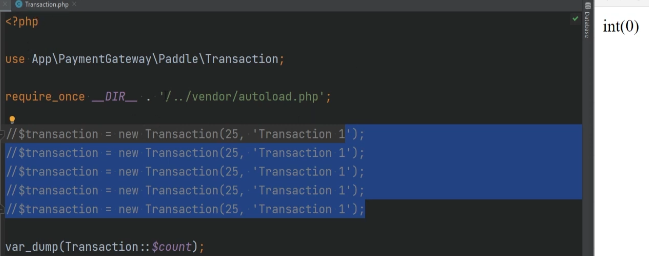 Transaction.php ×
<?php
use App\PaymentGateway\Paddle\Transaction;
require_once __DIR__ . '/../vendor/autoload.php';
//$transaction = new Transaction(25, 'Transaction 1');
//$transaction = new Transaction(25, 'Transaction 1');
//$transaction = new Transaction(25, 'Transaction 1');
//$transaction = new Transaction(25, 'Transaction 1');
//$transaction = new Transaction(25, 'Transaction 1');
var_dump(Transaction::$count);
Database
int(0)